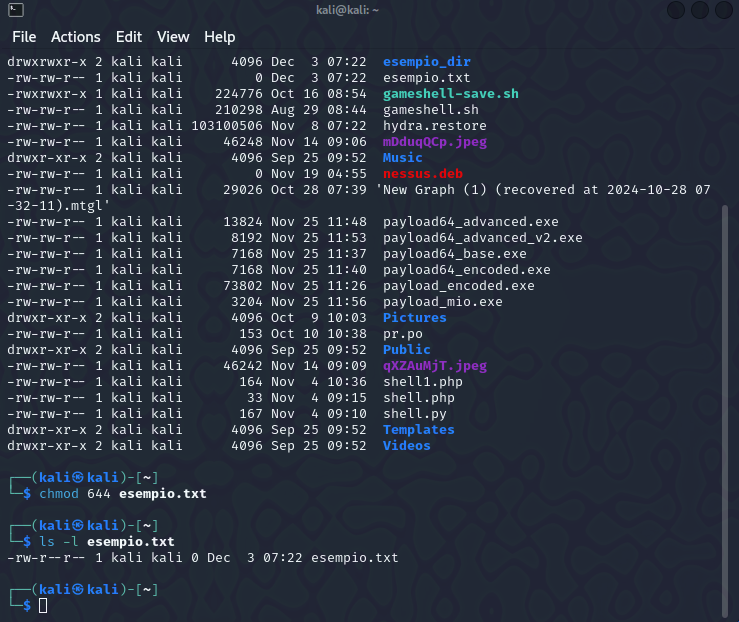 kali@kali: ~
File Actions Edit View Help
drwxrwxr-x 2 kali kali 4096 Dec 3 07:22 esempio_dir
-rw-rw-r-- 1 kali kali 0 Dec 3 07:22 esempio.txt
-rwxrwxr-x 1 kali kali 224776 Oct 16 08:54 gameshell-save.sh
-rw-rw-r-- 1 kali kali 210298 Aug 29 08:44 gameshell.sh
-rw-rw-r-- 1 kali kali 103100506 Nov 8 07:22 hydra.restore
-rw-rw-r-- 1 kali kali 46248 Nov 14 09:06 mDduqQCp.jpeg
drwxr-xr-x 2 kali kali 4096 Sep 25 09:52 Music
-rw-rw-r-- 1 kali kali 0 Nov 19 04:55 nessus.deb
-rw-rw-r-- 1 kali kali 29026 Oct 28 07:39 'New Graph (1) (recovered at 2024-10-28 07
-32-11).mtgl'
-rw-rw-r-- 1 kali kali 13824 Nov 25 11:48 payload64_advanced.exe
-rw-rw-r-- 1 kali kali 8192 Nov 25 11:53 payload64_advanced_v2.exe
-rw-rw-r-- 1 kali kali 7168 Nov 25 11:37 payload64_base.exe
-rw-rw-r-- 1 kali kali 7168 Nov 25 11:40 payload64_encoded.exe
-rw-rw-r-- 1 kali kali 73802 Nov 25 11:26 payload_encoded.exe
-rw-rw-r-- 1 kali kali 3204 Nov 25 11:56 payload_mio.exe
drwxr-xr-x 2 kali kali 4096 Oct 9 10:03 Pictures
-rw-rw-r-- 1 kali kali 153 Oct 10 10:38 pr.po
drwxr-xr-x 2 kali kali 4096 Sep 25 09:52 Public
-rw-rw-r-- 1 kali kali 46242 Nov 14 09:09 qXZAuMjT.jpeg
-rw-rw-r-- 1 kali kali 164 Nov 4 10:36 shell1.php
-rw-rw-r-- 1 kali kali 33 Nov 4 09:15 shell.php
-rw-rw-r-- 1 kali kali 167 Nov 4 09:10 shell.py
drwxr-xr-x 2 kali kali 4096 Sep 25 09:52 Templates
drwxr-xr-x 2 kali kali 4096 Sep 25 09:52 Videos
┌──(kali㉿kali)-[~]
└─$ chmod 644 esempio.txt
┌──(kali㉿kali)-[~]
└─$ ls -l esempio.txt
-rw-r--r-- 1 kali kali 0 Dec 3 07:22 esempio.txt
┌──(kali㉿kali)-[~]
└─$